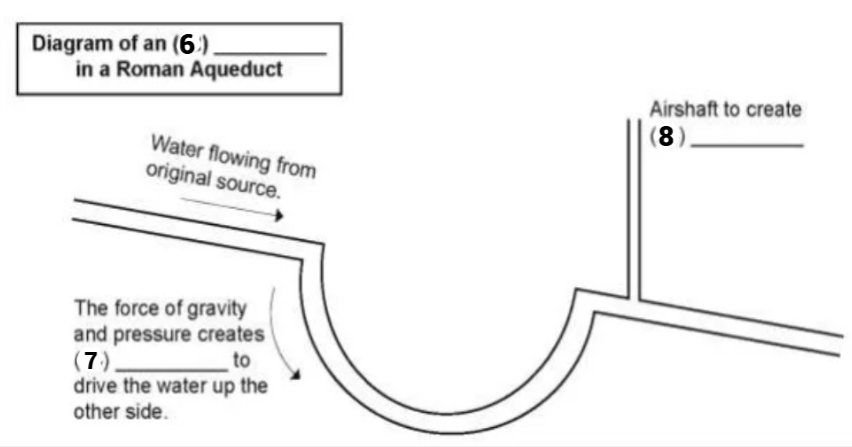 Diagram of an (6.) __________
in a Roman Aqueduct
Water flowing from
original source.
Airshaft to create
(8) __________
The force of gravity
and pressure creates
(7.) __________ to
drive the water up the
other side.